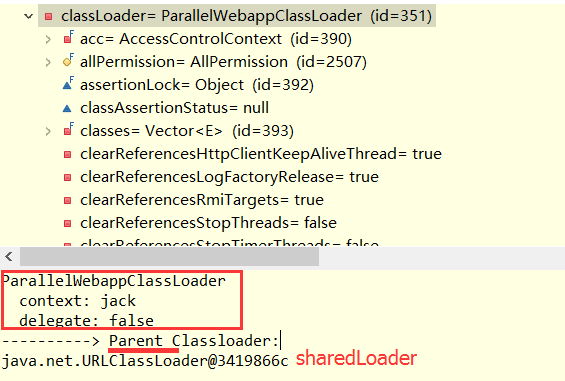 classLoader= ParallelWebappClassLoader (id=351)
acc= AccessControlContext (id=390)
allPermission= AllPermission (id=2507)
assertionLock= Object (id=392)
classAssertionStatus= null
classes= Vector<E> (id=393)
clearReferencesHttpClientKeepAliveThread= true
clearReferencesLogFactoryRelease= true
clearReferencesRmiTargets= true
clearReferencesStopThreads= false
clearReferencesStopTimerThreads= false
ParallelWebappClassLoader
context: jack
delegate: false
----------> Parent Classloader:
java.net.URLClassLoader@3419866c sharedLoader